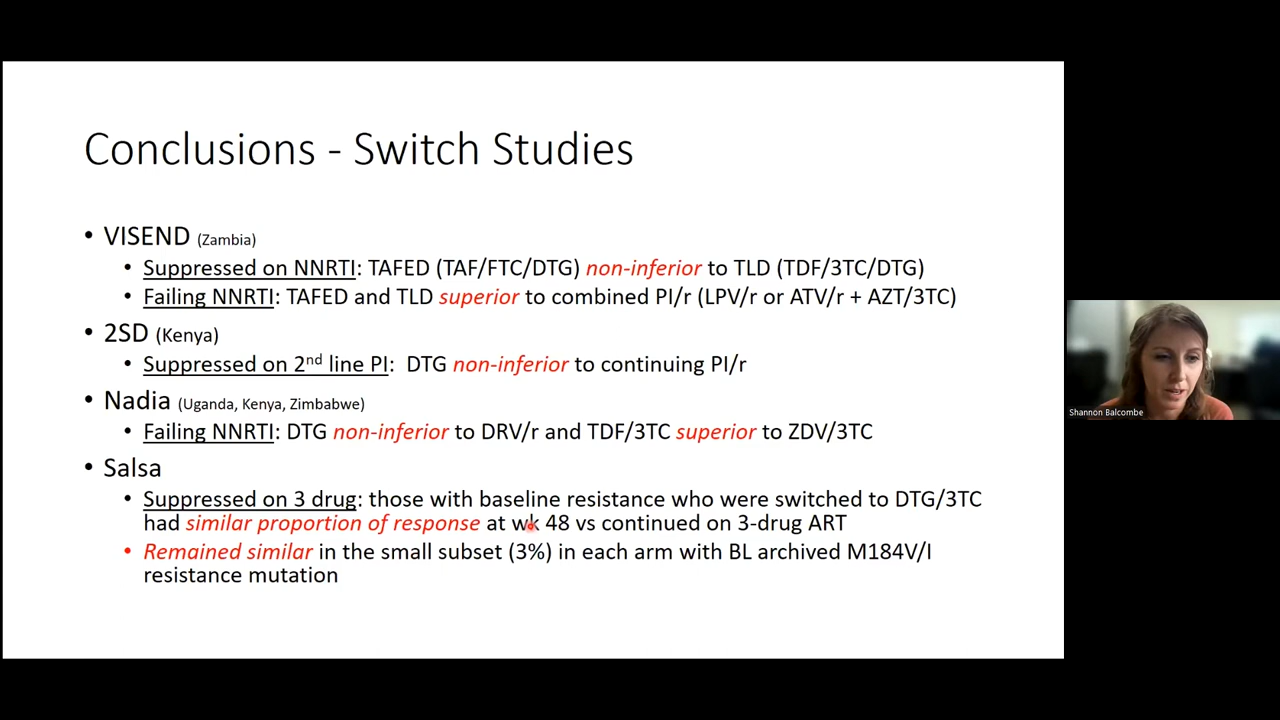 Conclusions - Switch Studies
• VISEND (Zambia)
• Suppressed on NNRTI: TAFED (TAF/FTC/DTG) non-inferior to TLD (TDF/3TC/DTG)
• Failing NNRTI: TAFED and TLD superior to combined PI/r (LPV/r or ATV/r + AZT/3TC)
• 2SD (Kenya)
• Suppressed on 2nd line PI: DTG non-inferior to continuing PI/r
• Nadia (Uganda, Kenya, Zimbabwe)
• Failing NNRTI: DTG non-inferior to DRV/r and TDF/3TC superior to ZDV/3TC
• Salsa
• Suppressed on 3 drug: those with baseline resistance who were switched to DTG/3TC
had similar proportion of response at wk 48 vs continued on 3-drug ART
• Remained similar in the small subset (3%) in each arm with BL archived M184V/I
resistance mutation
Shannon Balcombe